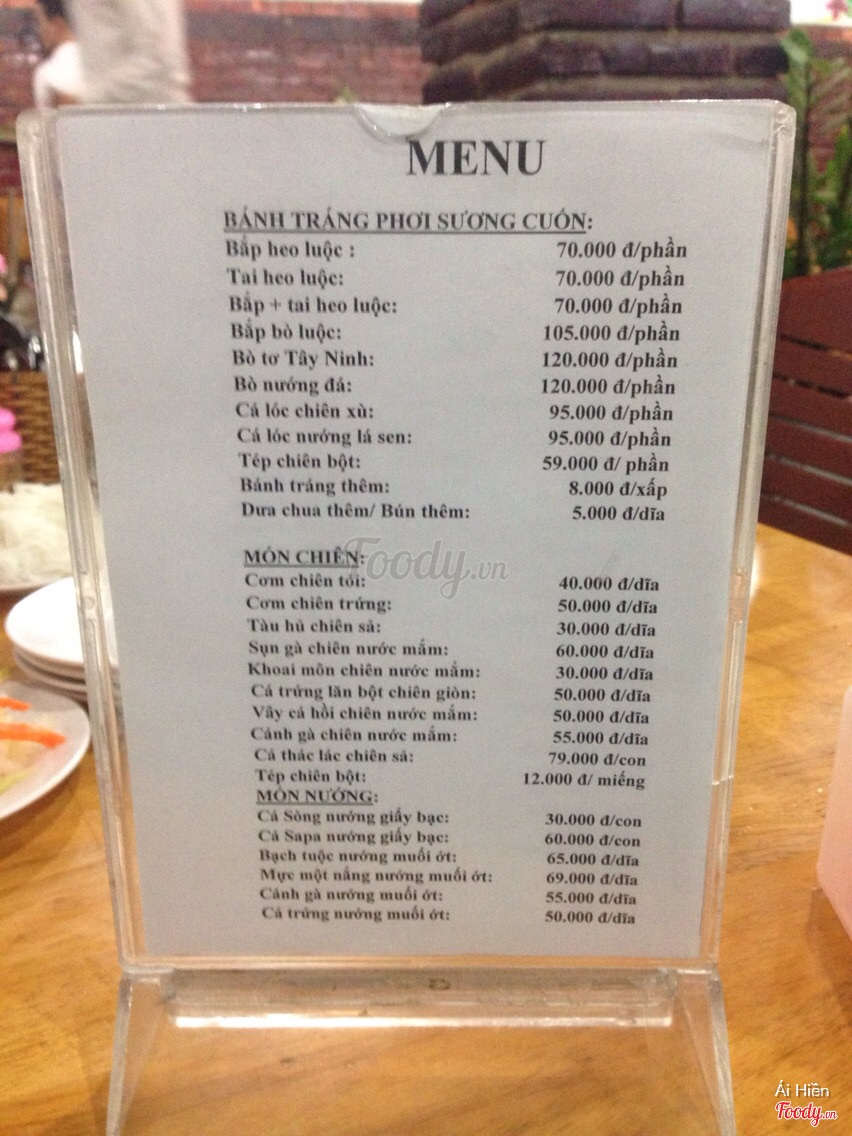 MENU
BÁNH TRÁNG PHƠI SƯƠNG CUỐN:
Bắp heo luộc : 70.000 đ/phần
Tai heo luộc: 70.000 đ/phần
Bắp + tai heo luộc: 70.000 đ/phần
Bắp bò luộc: 105.000 đ/phần
Bò tơ Tây Ninh: 120.000 đ/phần
Bò nướng đá: 120.000 đ/phần
Cá lóc chiên xù: 95.000 đ/phần
Cá lóc nướng lá sen: 95.000 đ/phần
Tép chiên bột: 59.000 đ/ phần
Bánh tráng thêm: 8.000 đ/xấp
Dưa chua thêm/ Bún thêm: 5.000 đ/dĩa
MÓN CHIÊN:
Cơm chiên tỏi: 40.000 đ/dĩa
Cơm chiên trứng: 50.000 đ/dĩa
Tàu hủ chiên sả: 30.000 đ/dĩa
Sụn gà chiên nước mắm: 60.000 đ/dĩa
Khoai môn chiên nước mắm: 30.000 đ/dĩa
Cá trứng lăn bột chiên giòn: 50.000 đ/dĩa
Vây cá hồi chiên nước mắm: 50.000 đ/dĩa
Cánh gà chiên nước mắm: 55.000 đ/dĩa
Cá thác lác chiên sả: 79.000 đ/con
Tép chiên bột: 12.000 đ/ miếng
MÓN NƯỚNG:
Cá Sòng nướng giấy bạc: 30.000 đ/con
Cá Sapa nướng giấy bạc: 60.000 đ/con
Bạch tuộc nướng muối ớt: 65.000 đ/dĩa
Mực một nắng nướng muối ớt: 69.000 đ/dĩa
Cánh gà nướng muối ớt: 55.000 đ/dĩa
Cá trứng nướng muối ớt: 50.000 đ/dĩa
Foody.vn
Ái Hiền
Foody.vn